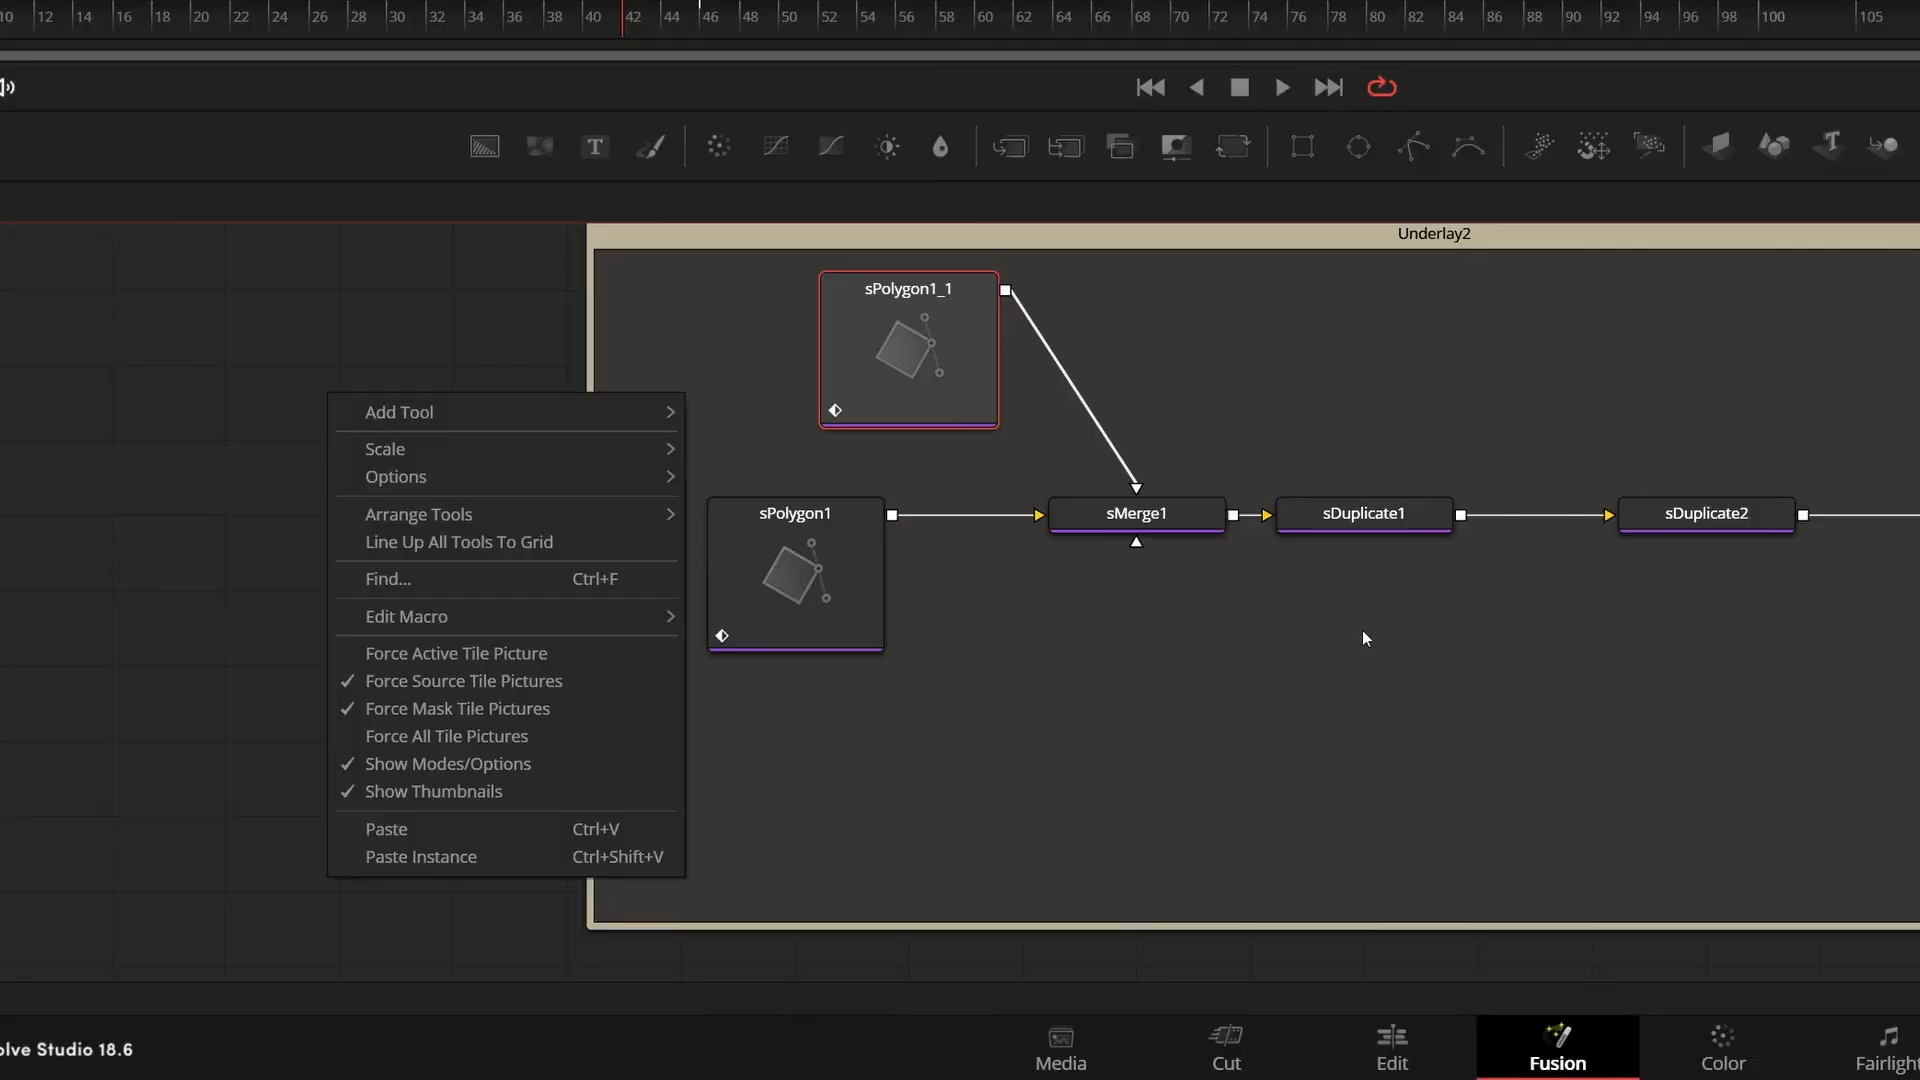 10 12 14 16 18 20 22 24 26 28 30 32 34 36 38 40 42 44 46 48 50 52 54 56 58 60 62 64 66 68 70 72 74 76 78 80 82 84 86 88 90 92 94 96 98 100 105
T
Underlay2
sPolygon1_1
Add Tool
Scale
Options
Arrange Tools
Line Up All Tools To Grid
Find... Ctrl+F
Edit Macro
Force Active Tile Picture
Force Source Tile Pictures
Force Mask Tile Pictures
Force All Tile Pictures
Show Modes/Options
Show Thumbnails
Paste Ctrl+V
Paste Instance Ctrl+Shift+V
sPolygon1
sMerge1
sDuplicate1
sDuplicate2
olve Studio 18.6
Media
Cut
Edit
Fusion
Color
Fairligh